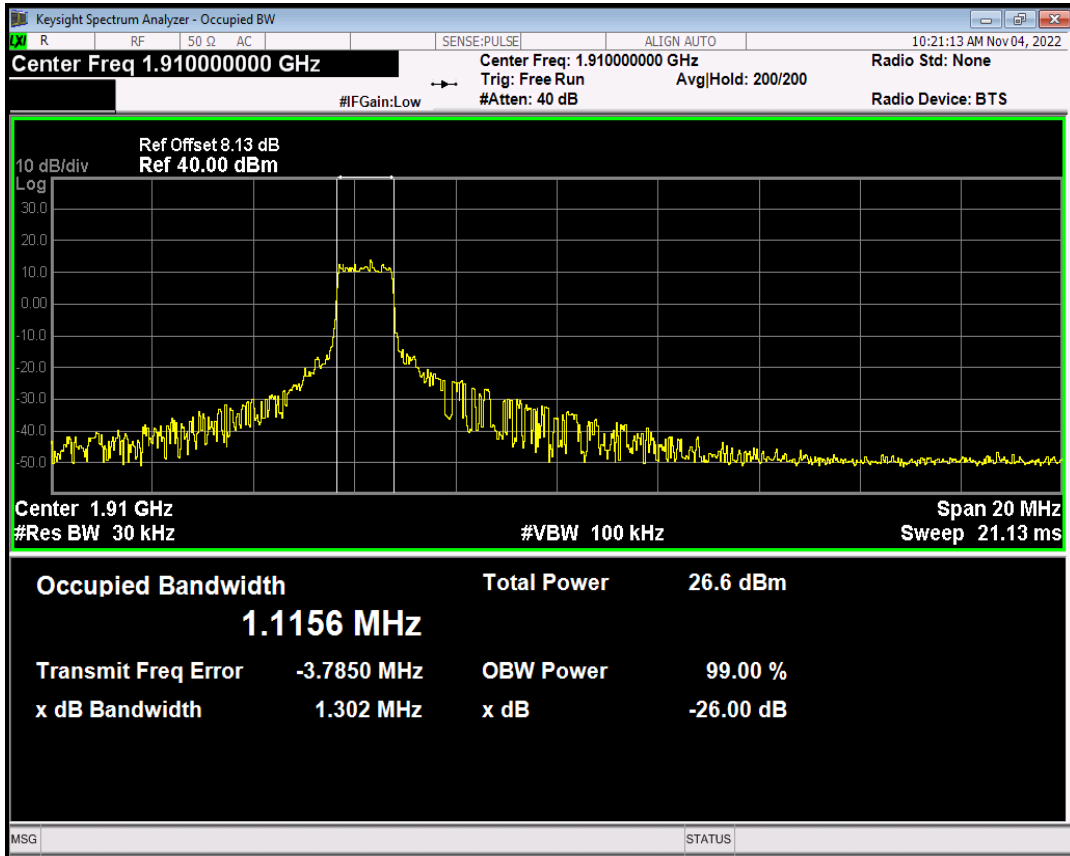 Keysight Spectrum Analyzer - Occupied BW
LXI R RF 50 Ω AC SENSE:PULSE ALIGN AUTO 10:21:13 AM Nov 04, 2022
Center Freq 1.910000000 GHz
Center Freq: 1.910000000 GHz Radio Std: None
Trig: Free Run Avg|Hold: 200/200
#IFGain:Low #Atten: 40 dB Radio Device: BTS
Ref Offset 8.13 dB
10 dB/div Ref 40.00 dBm
Log
30.0
20.0
10.0
0.00
-10.0
-20.0
-30.0
-40.0
-50.0
Center 1.91 GHz Span 20 MHz
#Res BW 30 kHz #VBW 100 kHz Sweep 21.13 ms
Occupied Bandwidth Total Power 26.6 dBm
1.1156 MHz
Transmit Freq Error -3.7850 MHz OBW Power 99.00 %
x dB Bandwidth 1.302 MHz x dB -26.00 dB
MSG STATUS